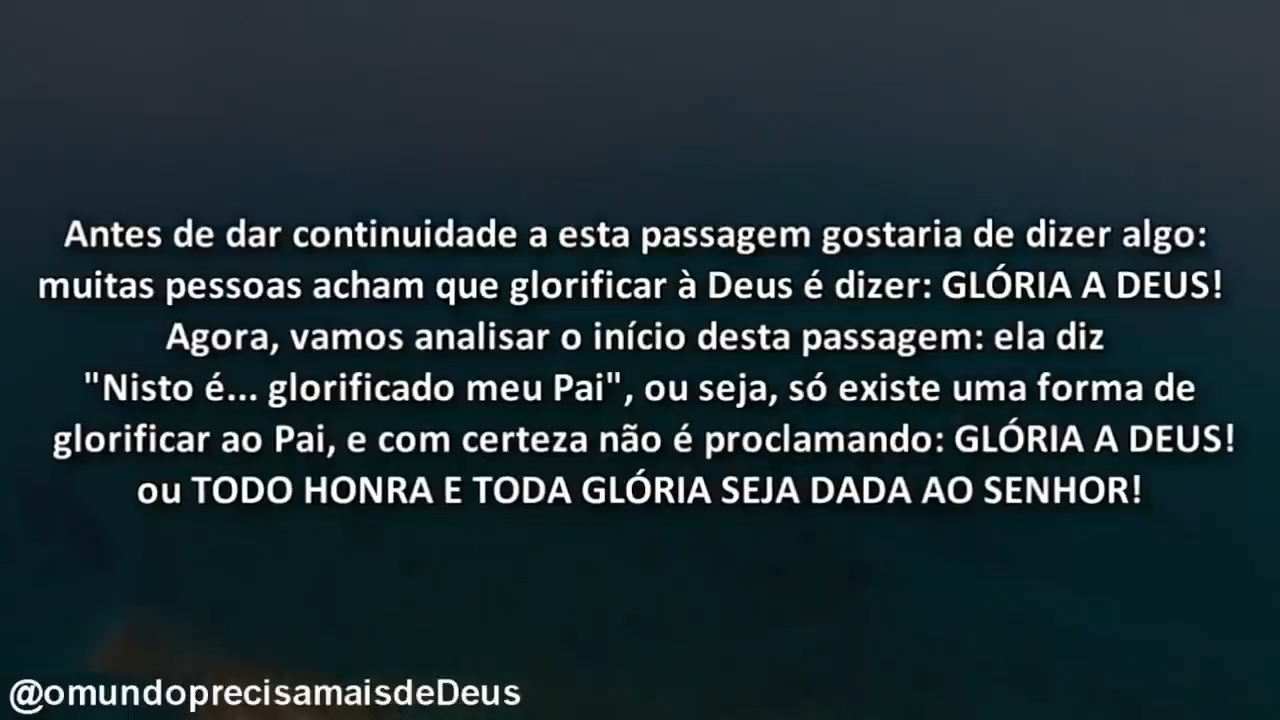 Antes de dar continuidade a esta passagem gostaria de dizer algo:
muitas pessoas acham que glorificar à Deus é dizer: GLÓRIA A DEUS!
Agora, vamos analisar o início desta passagem: ela diz
"Nisto é... glorificado meu Pai", ou seja, só existe uma forma de
glorificar ao Pai, e com certeza não é proclamando: GLÓRIA A DEUS!
ou TODO HONRA E TODA GLÓRIA SEJA DADA AO SENHOR!
@omundoprecisamaisdeDeus